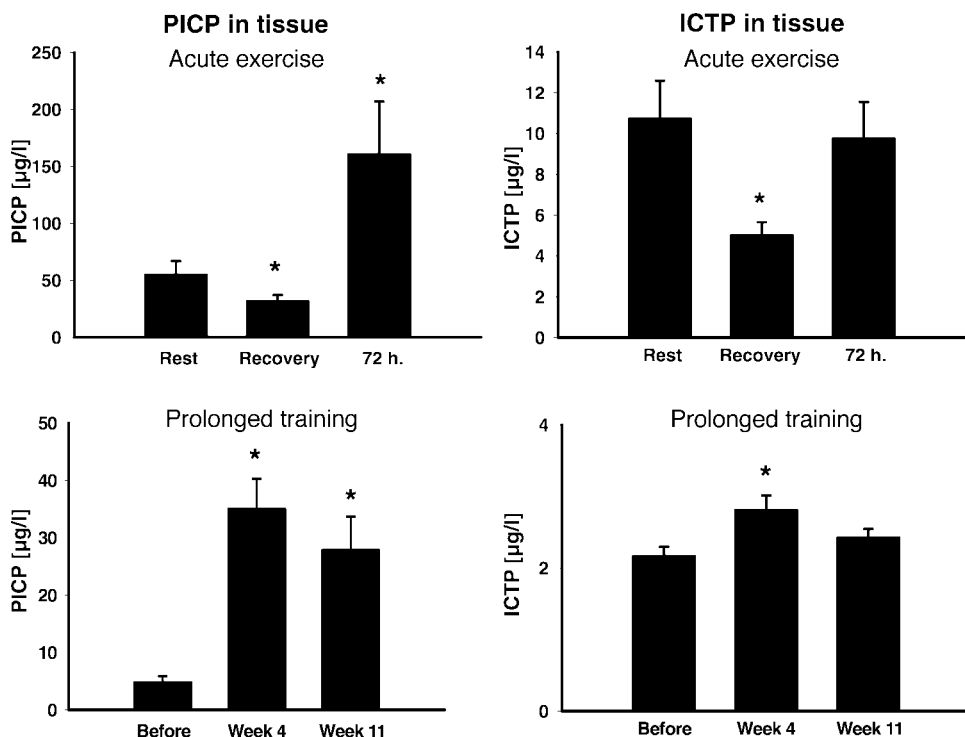 PICP in tissue
Acute exercise
PICP [µg/l]
250
200
150
100
50
0
*
*
Rest Recovery 72 h.
ICTP in tissue
Acute exercise
ICTP [µg/l]
14
12
10
8
6
4
2
0
*
Rest Recovery 72 h.
Prolonged training
PICP [µg/l]
50
40
30
20
10
0
*
*
Before Week 4 Week 11
Prolonged training
ICTP [µg/l]
4
2
0
*
Before Week 4 Week 11